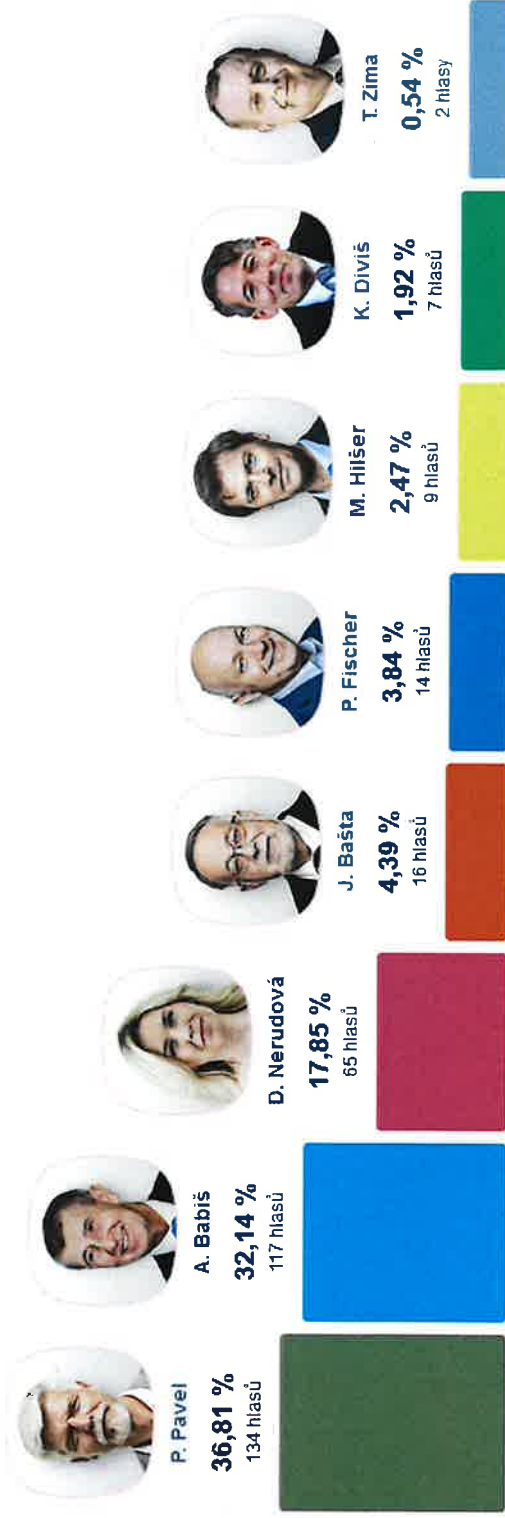 P. Pavel
36,81 %
134 hlasů
A. Babiš
32,14 %
117 hlasů
D. Nerudová
17,85 %
65 hlasů
J. Bašta
4,39 %
16 hlasů
P. Fischer
3,84 %
14 hlasů
M. Hilšer
2,47 %
9 hlasů
K. Diviš
1,92 %
7 hlasů
T. Zima
0,54 %
2 hlasy